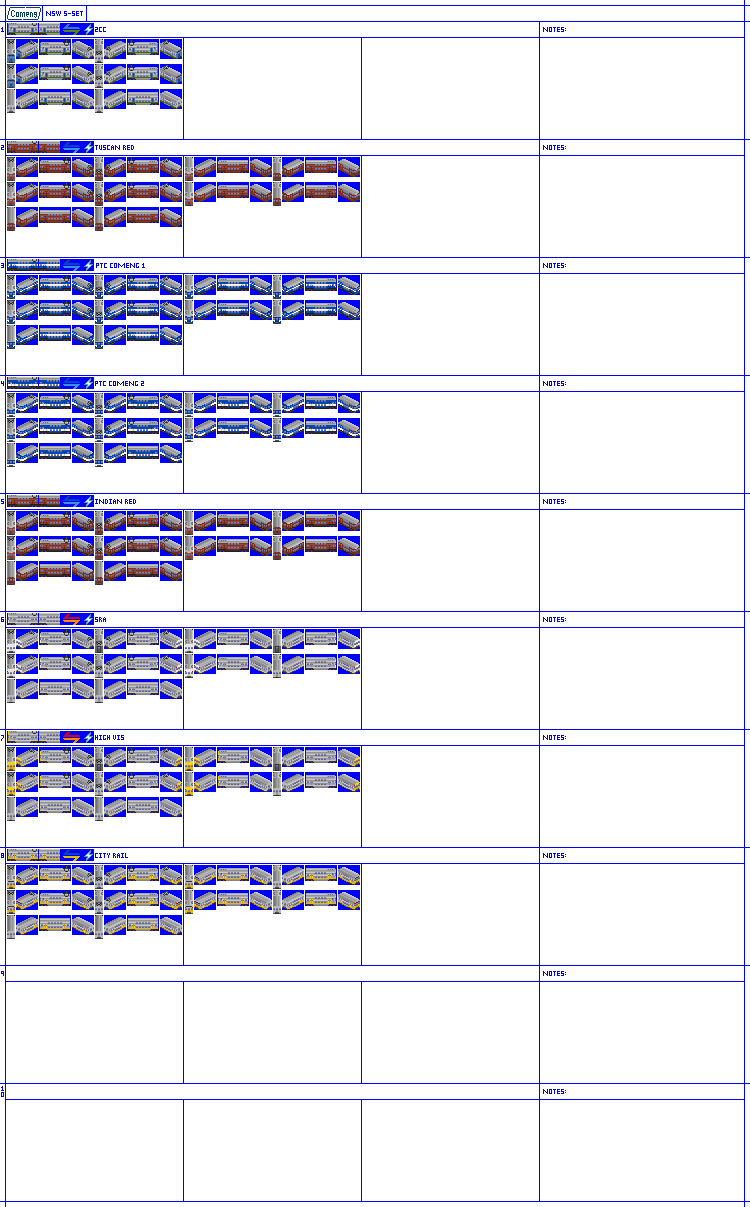 Comeng NSW S-SET
1 2CC NOTES:
2 TUSCAN RED NOTES:
3 PTC COMENG 1 NOTES:
4 PTC COMENG 2 NOTES:
5 INDIAN RED NOTES:
6 SRA NOTES:
7 HIGH VIS NOTES:
8 CITY RAIL NOTES:
9 NOTES:
10 NOTES: